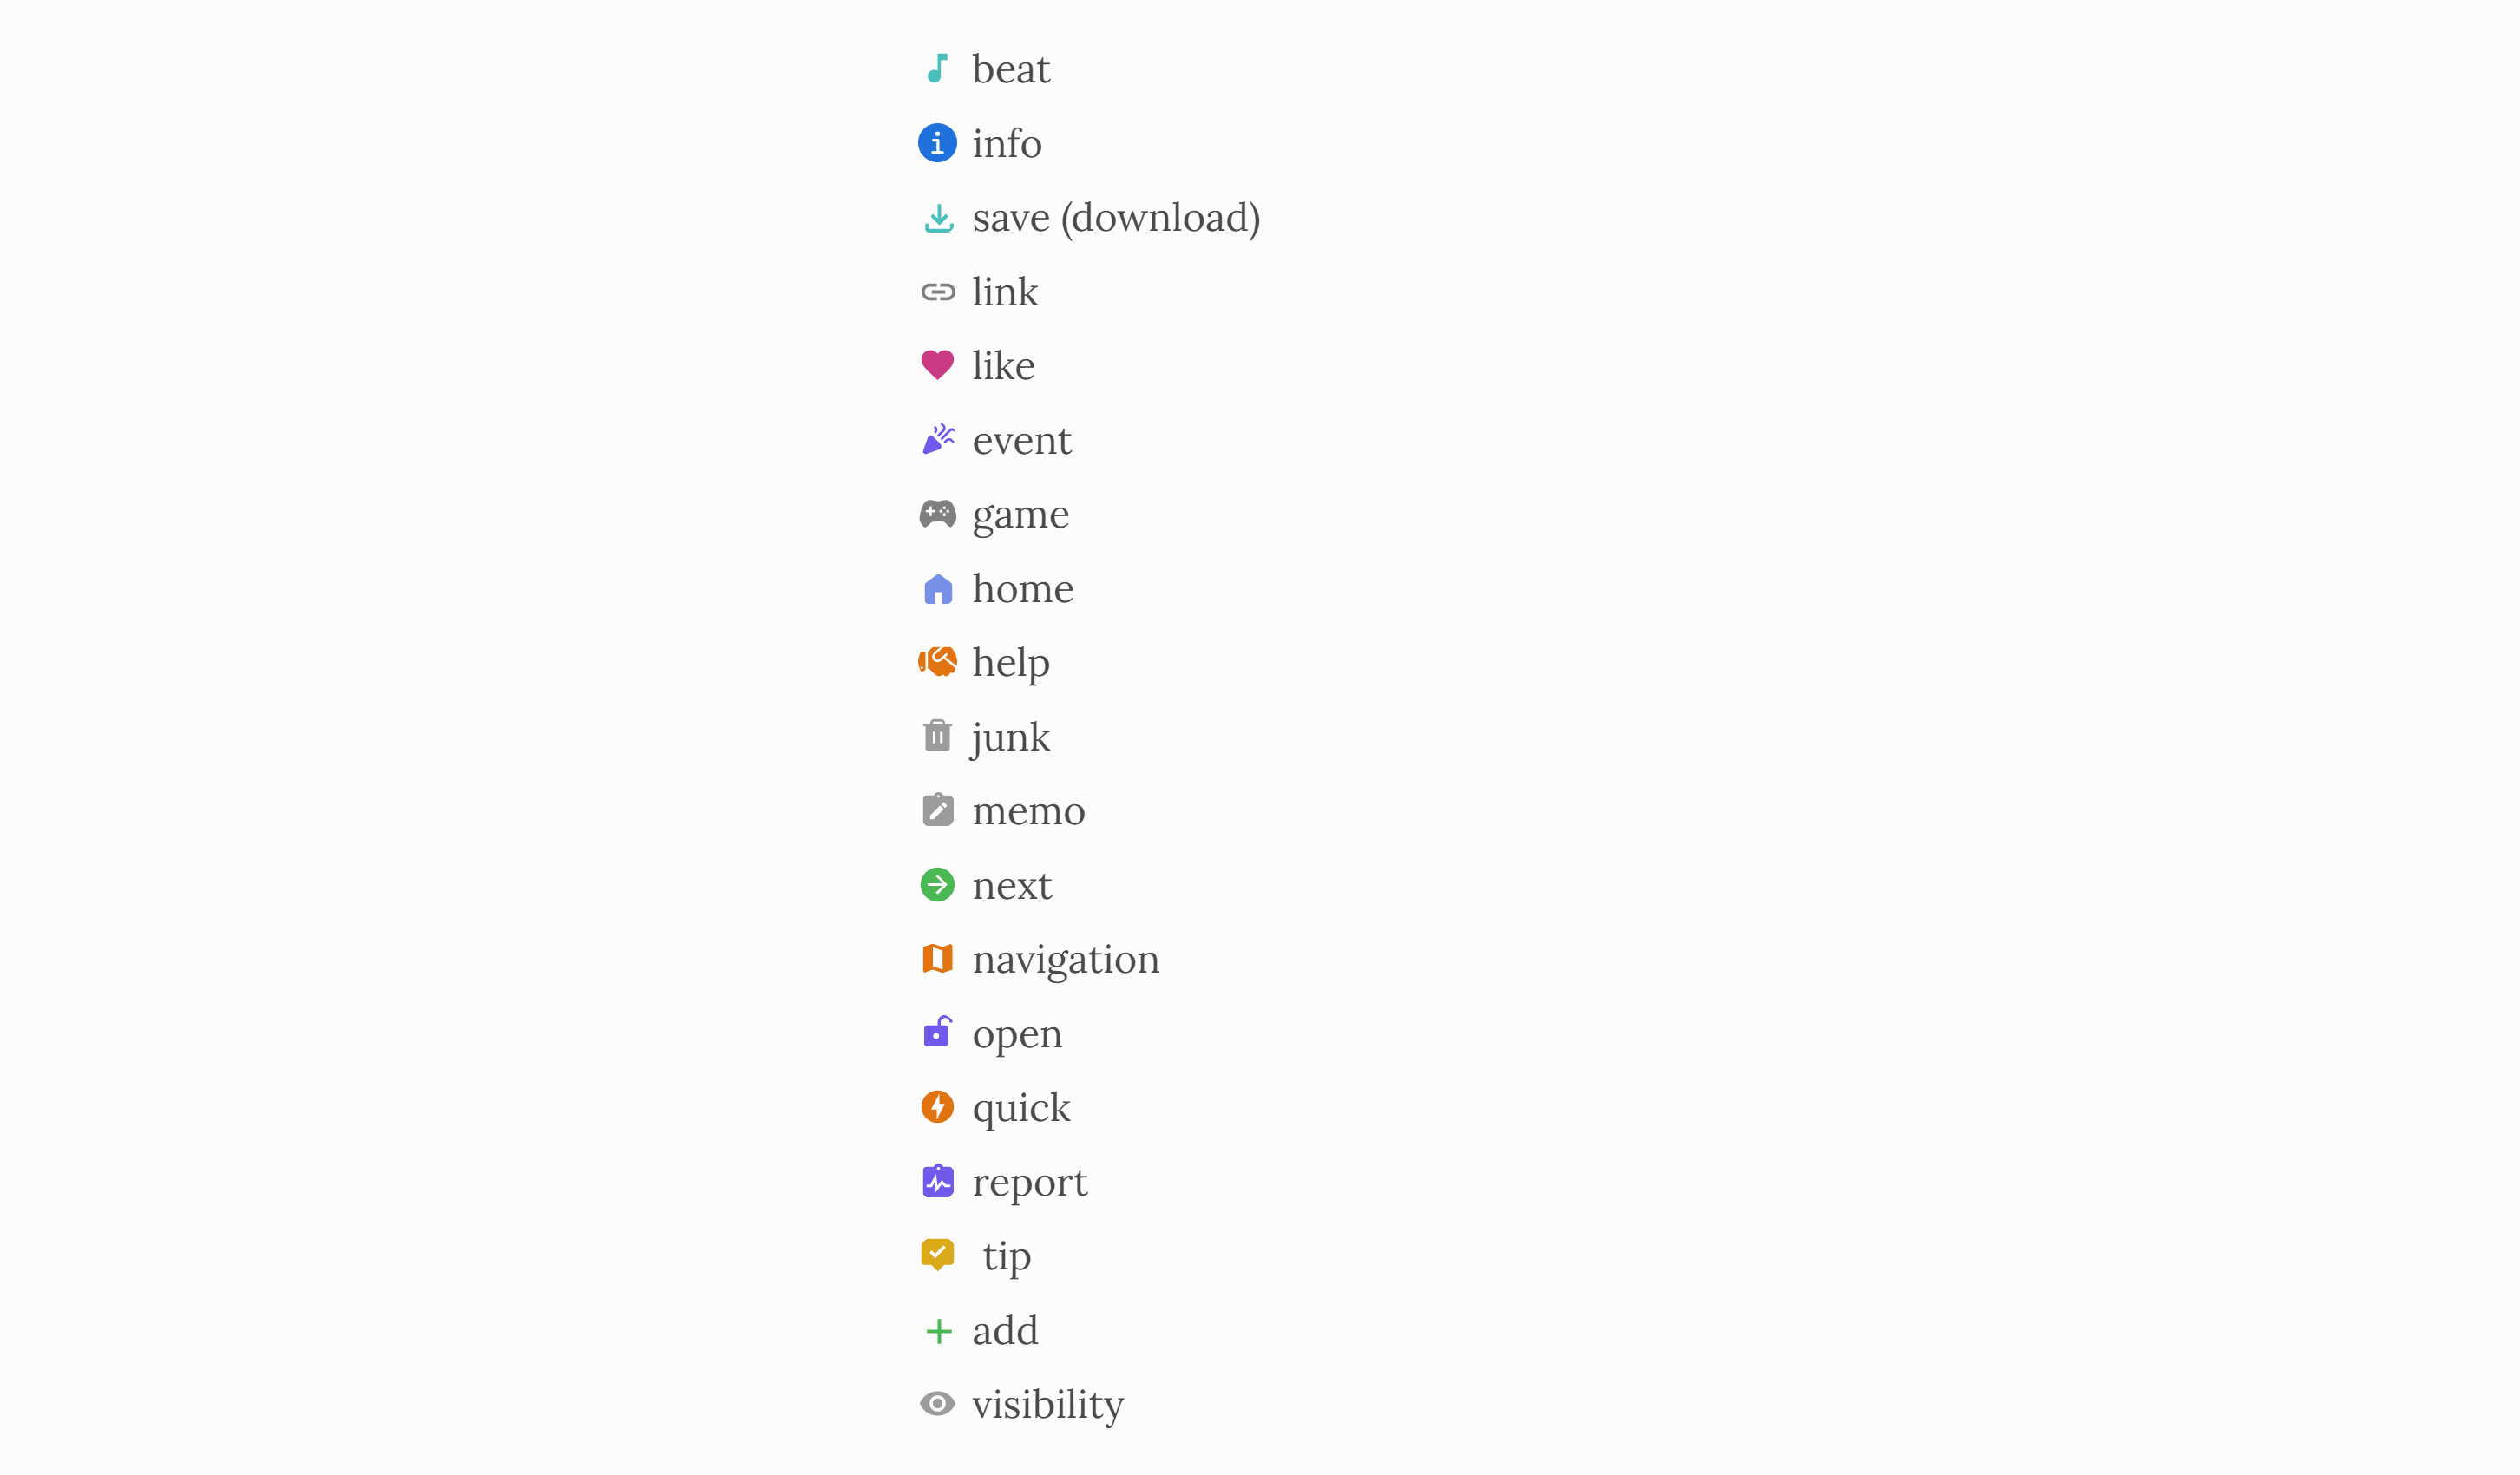 beat
info
save (download)
link
like
event
game
home
help
junk
memo
next
navigation
open
quick
report
tip
add
visibility